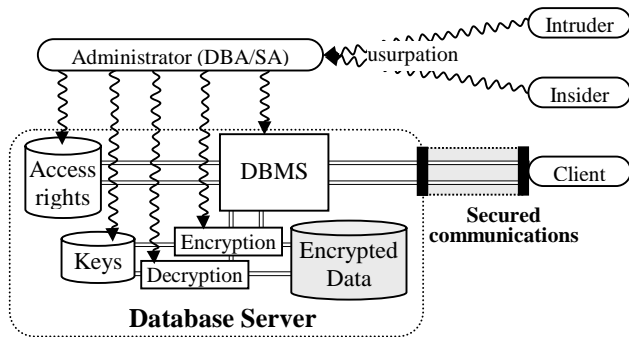 Intruder
Administrator (DBA/SA)
usurpation
Insider
Access
rights
DBMS
Client
Secured
communications
Encryption
Encrypted
Data
Keys
Decryption
Database Server